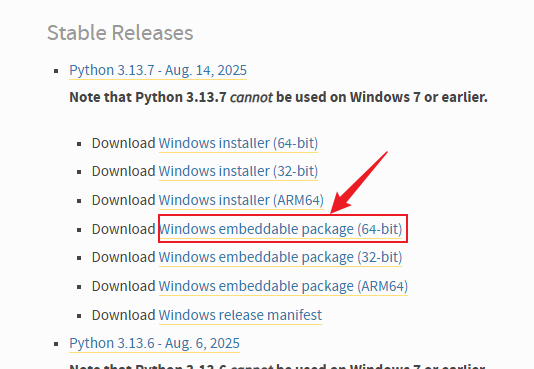 Stable Releases
Python 3.13.7 - Aug. 14, 2025
Note that Python 3.13.7 cannot be used on Windows 7 or earlier.
Download Windows installer (64-bit)
Download Windows installer (32-bit)
Download Windows installer (ARM64)
Download Windows embeddable package (64-bit)
Download Windows embeddable package (32-bit)
Download Windows embeddable package (ARM64)
Download Windows release manifest
Python 3.13.6 - Aug. 6, 2025
Note that Python 3.13.6 cannot be used on Windows 7 or earlier